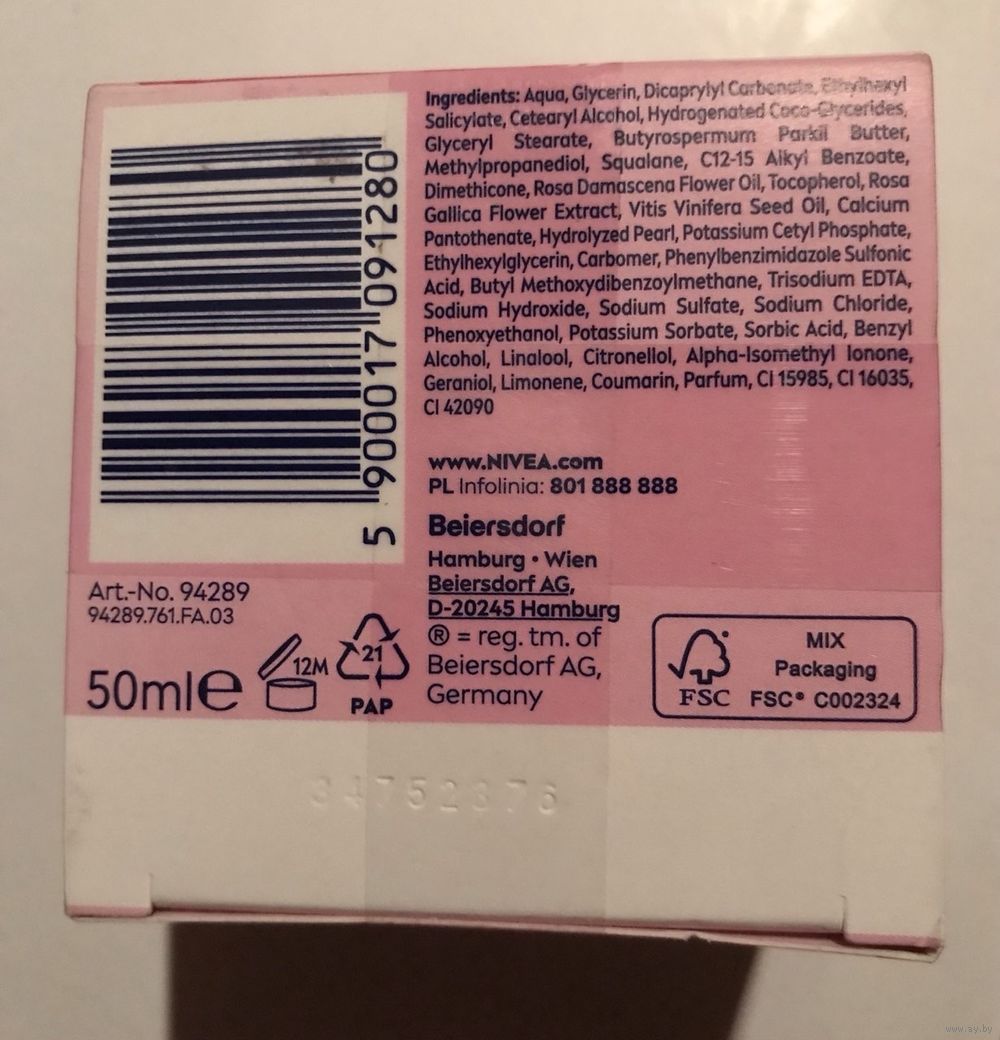 Ingredients: Aqua, Glycerin, Dicaprylyl Carbonate, Ethylhexyl
Salicylate, Cetearyl Alcohol, Hydrogenated Coco-Glycerides,
Glyceryl Stearate, Butyrospermum Parkii Butter,
Methylpropanediol, Squalane, C12-15 Alkyl Benzoate,
Dimethicone, Rosa Damascena Flower Oil, Tocopherol, Rosa
Gallica Flower Extract, Vitis Vinifera Seed Oil, Calcium
Pantothenate, Hydrolyzed Pearl, Potassium Cetyl Phosphate,
Ethylhexylglycerin, Carbomer, Phenylbenzimidazole Sulfonic
Acid, Butyl Methoxydibenzoylmethane, Trisodium EDTA,
Sodium Hydroxide, Sodium Sulfate, Sodium Chloride,
Phenoxyethanol, Potassium Sorbate, Sorbic Acid, Benzyl
Alcohol, Linalool, Citronellol, Alpha-Isomethyl Ionone,
Geraniol, Limonene, Coumarin, Parfum, CI 15985, CI 16035,
CI 42090
5 900017 091280
www.NIVEA.com
PL Infolinia: 801 888 888
Beiersdorf
Hamburg • Wien
Beiersdorf AG,
D-20245 Hamburg
® = reg. tm. of
Beiersdorf AG,
Germany
Art.-No. 94289
94289.761.FA.03
50ml℮
12M
21
PAP
FSC
MIX
Packaging
FSC® C002324
34752376
www.ay.by